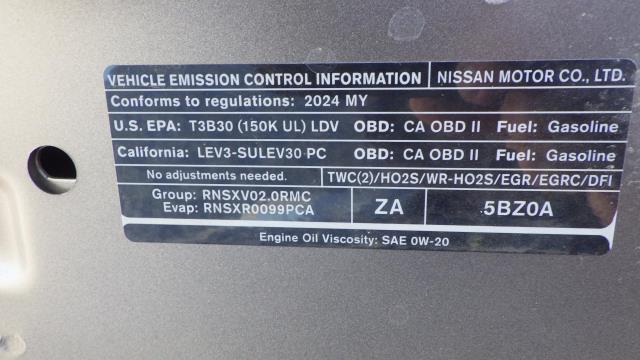 VEHICLE EMISSION CONTROL INFORMATION NISSAN MOTOR CO., LTD.
Conforms to regulations: 2024 MY
U.S. EPA: T3B30 (150K UL) LDV OBD: CA OBD II Fuel: Gasoline
California: LEV3-SULEV30 PC OBD: CA OBD II Fuel: Gasoline
No adjustments needed. TWC(2)/HO2S/WR-HO2S/EGR/EGRC/DFI
Group: RNSXV02.0RMC
Evap: RNSXR0099PCA
ZA 5BZ0A
Engine Oil Viscosity: SAE 0W-20